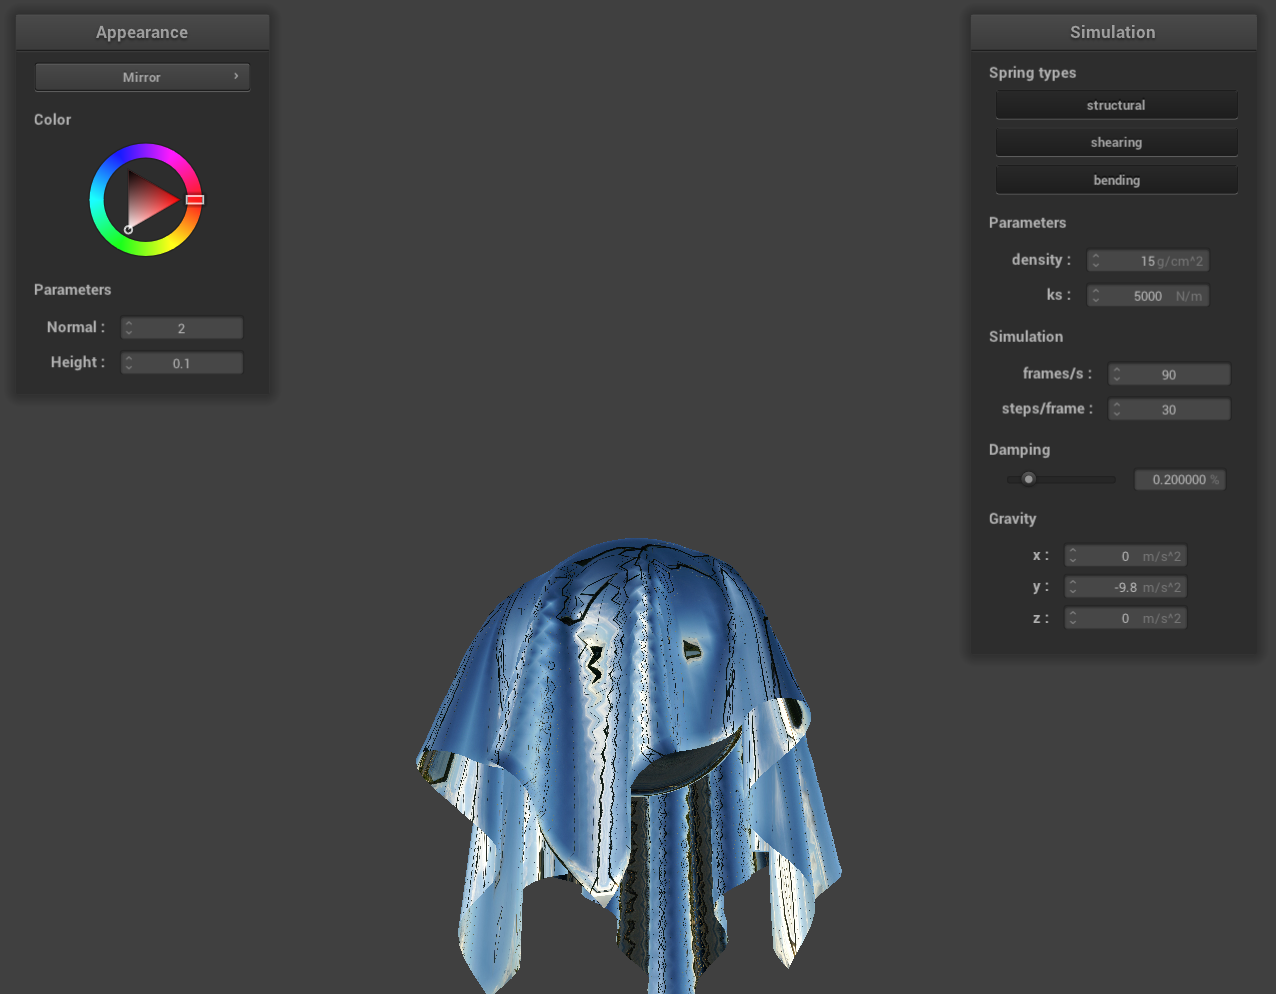 Appearance
Mirror
Color
Parameters
Normal : 2
Height : 0.1
Simulation
Spring types
structural
shearing
bending
Parameters
density : 15 g/cm^2
ks : 5000 N/m
Simulation
frames/s : 90
steps/frame : 30
Damping
0.200000 %
Gravity
x : 0 m/s^2
y : -9.8 m/s^2
z : 0 m/s^2